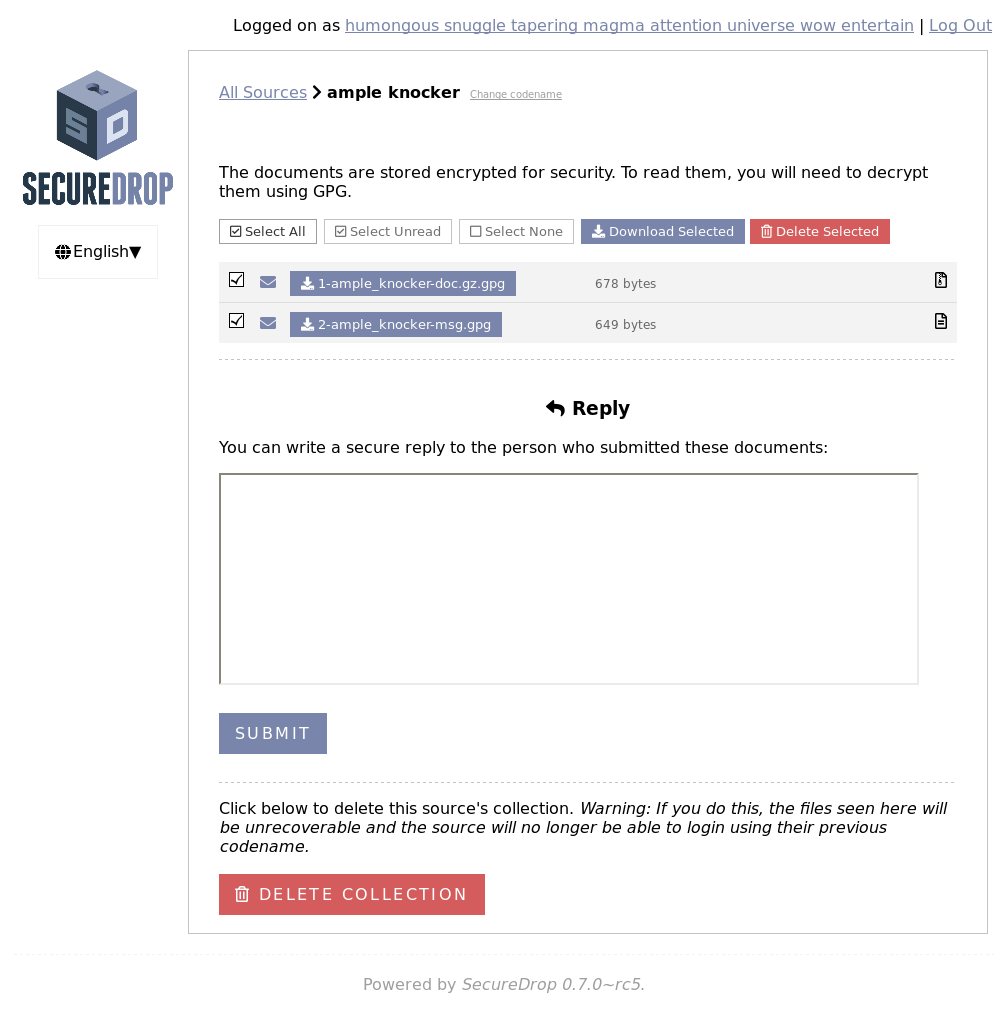 Logged on as humongous snuggle tapering magma attention universe wow entertain | Log Out
SECUREDROP
English▼
All Sources ample knocker Change codename
The documents are stored encrypted for security. To read them, you will need to decrypt
them using GPG.
Select All Select Unread Select None Download Selected Delete Selected
1-ample_knocker-doc.gz.gpg 678 bytes
2-ample_knocker-msg.gpg 649 bytes
Reply
You can write a secure reply to the person who submitted these documents:
SUBMIT
Click below to delete this source's collection. Warning: If you do this, the files seen here will
be unrecoverable and the source will no longer be able to login using their previous
codename.
DELETE COLLECTION
Powered by SecureDrop 0.7.0~rc5.